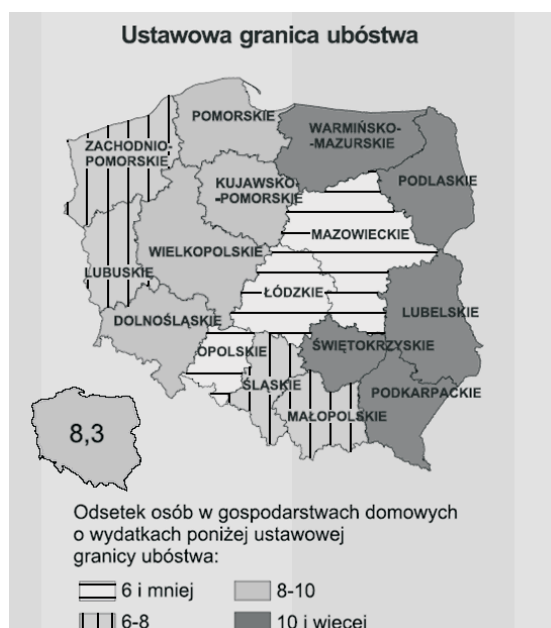 Ustawowa granica ubóstwa
POMORSKIE
WARMIŃSKO-
-MAZURSKIE
ZACHODNIO-
POMORSKIE
PODLASKIE
KUJAWSKO-
-POMORSKIE
MAZOWIECKIE
WIELKOPOLSKIE
LUBUSKIE
ŁÓDZKIE
LUBELSKIE
DOLNOŚLĄSKIE
ŚWIĘTOKRZYSKIE
OPOLSKIE
ŚLĄSKIE
PODKARPACKIE
MAŁOPOLSKIE
8,3
Odsetek osób w gospodarstwach domowych
o wydatkach poniżej ustawowej
granicy ubóstwa:
6 i mniej 8-10
6-8 10 i więcej